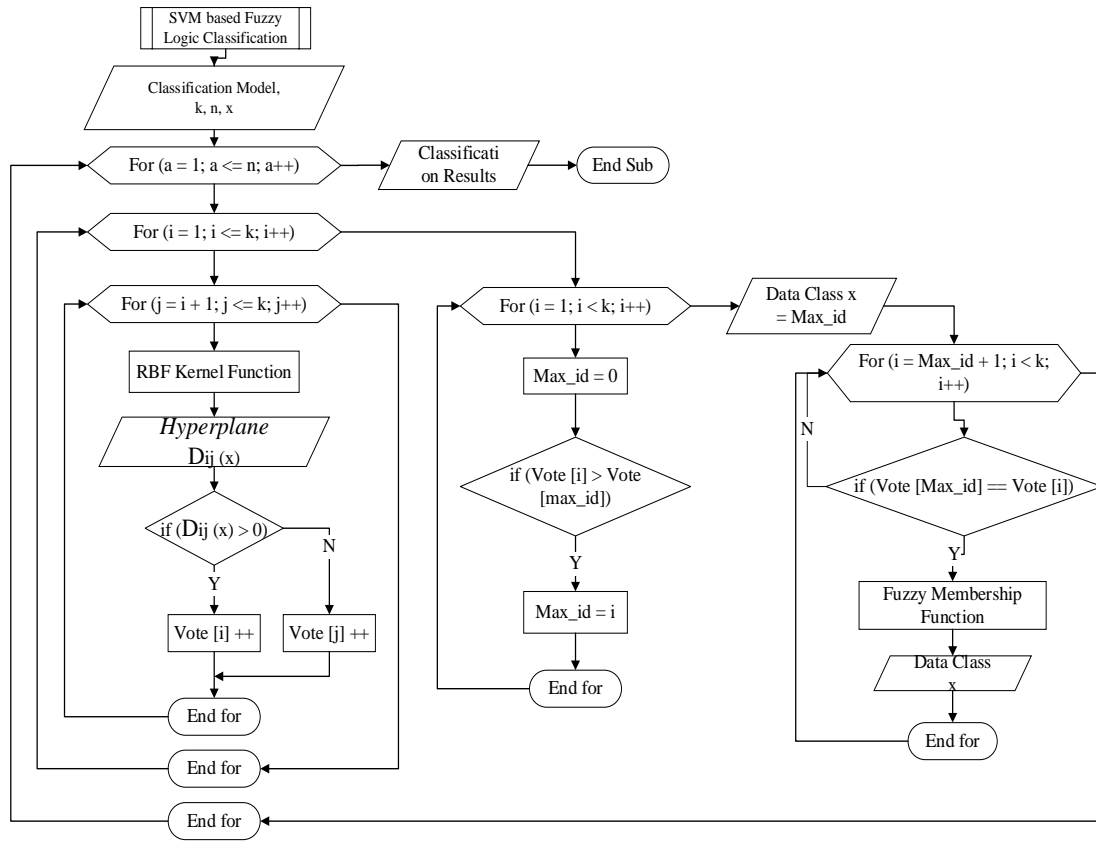 SVM based Fuzzy
Logic Classification
Classification Model,
k, n, x
For (a = 1; a <= n; a++)
Classificati
on Results
End Sub
For (i = 1; i <= k; i++)
For (j = i + 1; j <= k; j++)
RBF Kernel Function
Hyperplane
Dij (x)
if (Dij (x) > 0)
N
Y
Vote [i] ++
Vote [j] ++
End for
End for
End for
For (i = 1; i < k; i++)
Max_id = 0
if (Vote [i] > Vote
[max_id])
Y
Max_id = i
End for
Data Class x
= Max_id
For (i = Max_id + 1; i < k;
i++)
N
if (Vote [Max_id] == Vote [i])
Y
Fuzzy Membership
Function
Data Class
x
End for